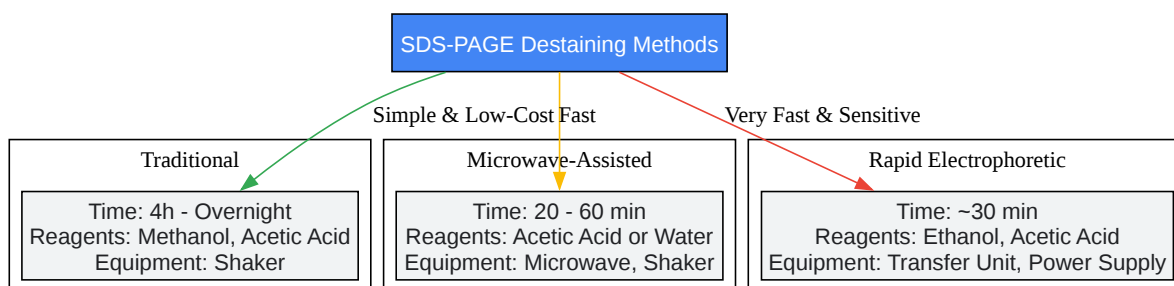 SDS-PAGE Destaining Methods
Simple & Low-Cost
Fast
Very Fast & Sensitive
Traditional
Time: 4h - Overnight
Reagents: Methanol, Acetic Acid
Equipment: Shaker
Microwave-Assisted
Time: 20 - 60 min
Reagents: Acetic Acid or Water
Equipment: Microwave, Shaker
Rapid Electrophoretic
Time: ~30 min
Reagents: Ethanol, Acetic Acid
Equipment: Transfer Unit, Power Supply